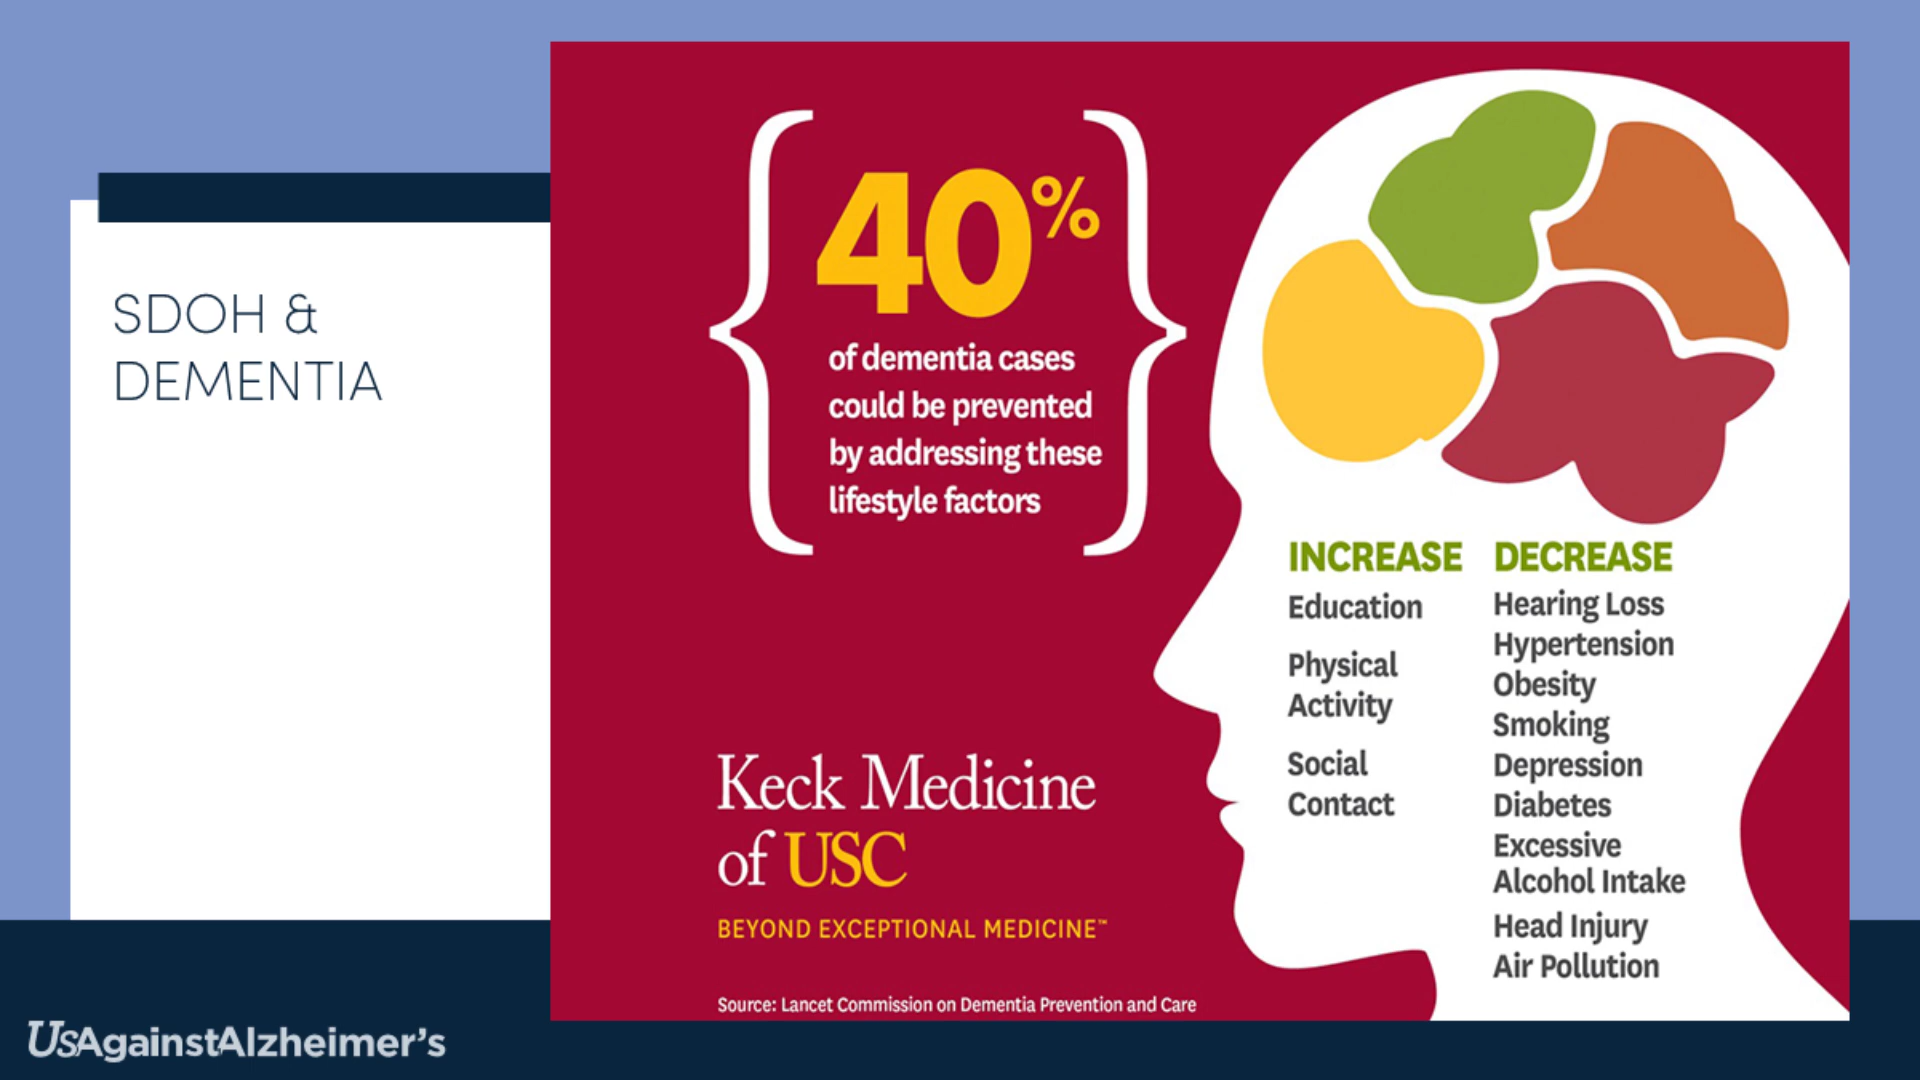 SDOH &
DEMENTIA
40%
of dementia cases
could be prevented
by addressing these
lifestyle factors
INCREASE
Education
Physical
Activity
Social
Contact
DECREASE
Hearing Loss
Hypertension
Obesity
Smoking
Depression
Diabetes
Excessive
Alcohol Intake
Head Injury
Air Pollution
Keck Medicine
of USC
BEYOND EXCEPTIONAL MEDICINE™
Source: Lancet Commission on Dementia Prevention and Care
UsAgainstAlzheimer's